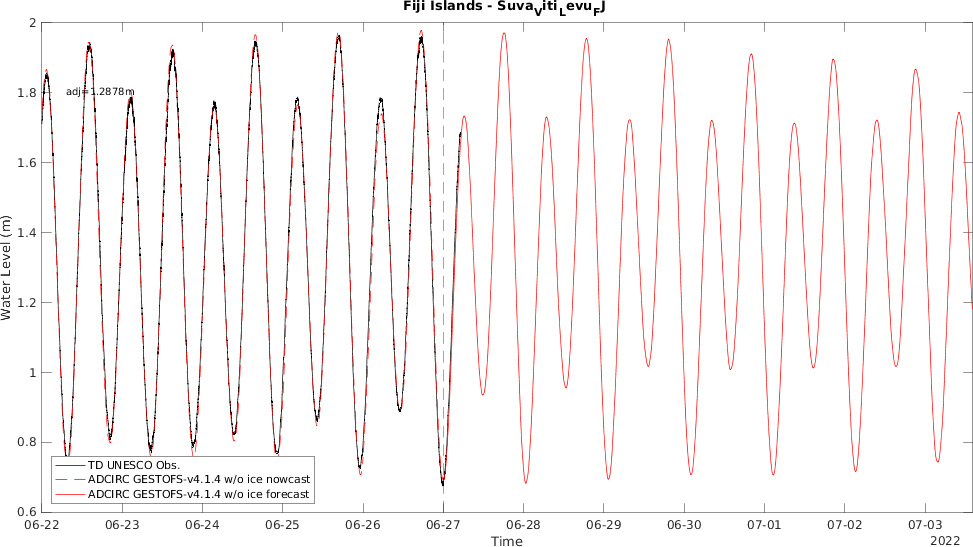 Fiji Islands - SuvaVitiLevuFJ
2
1.8
1.6
1.4
1.2
1
0.8
0.6
Water Level (m)
adj=1.2878m
TD UNESCO Obs.
ADCIRC GESTOFS-v4.1.4 w/o ice nowcast
ADCIRC GESTOFS-v4.1.4 w/o ice forecast
06-22 06-23 06-24 06-25 06-26 06-27 06-28 06-29 06-30 07-01 07-02 07-03
Time
2022